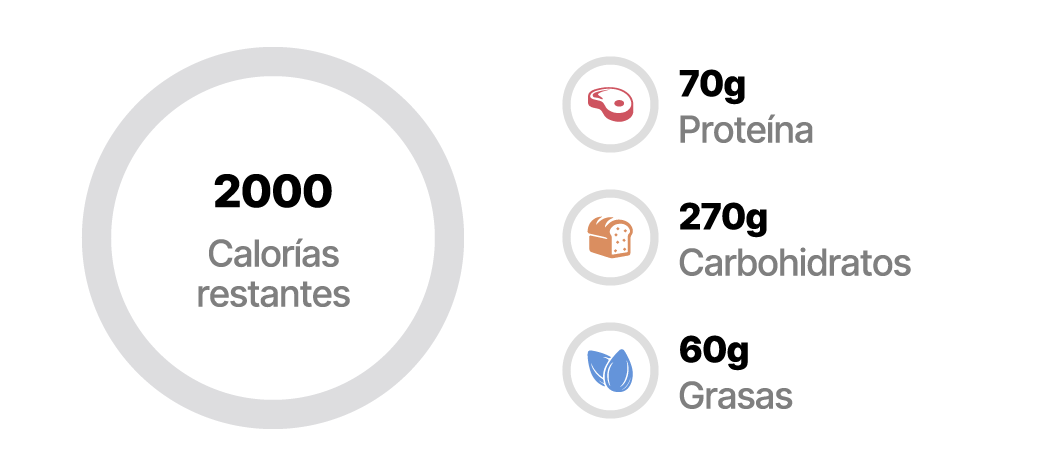 2000
Calorías
restantes
70g
Proteína
270g
Carbohidratos
60g
Grasas